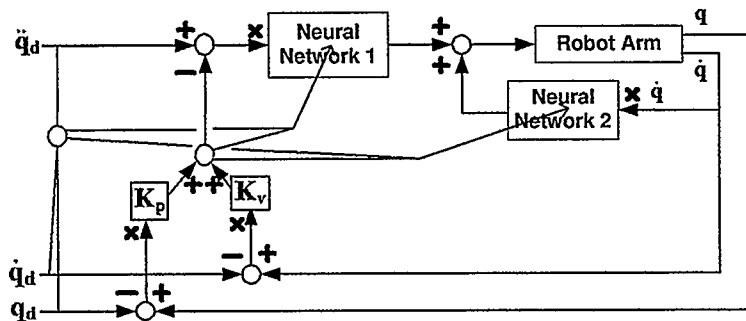 q̈d
+
−
×
Neural
Network 1
+
+
Robot Arm
q
q̇
Neural
Network 2
×
q̇
+
+
Kp
Kv
×
×
q̇d
−
+
qd
−
+